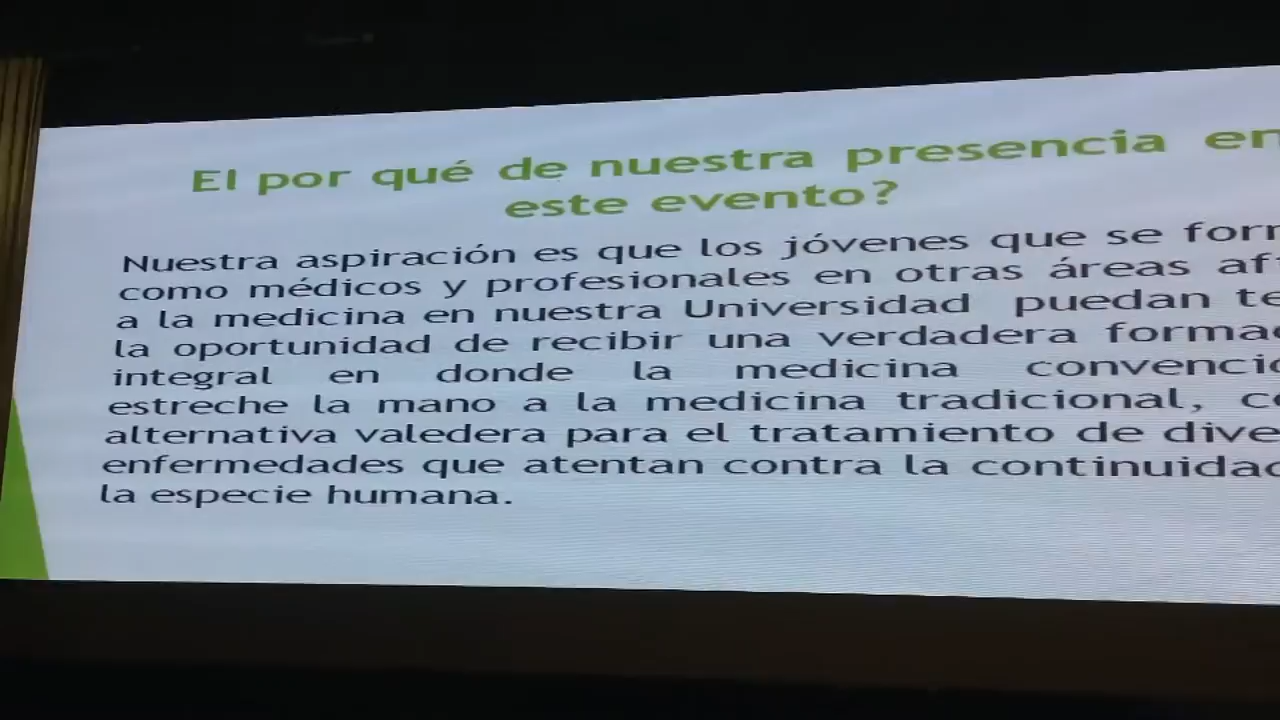 El por qué de nuestra presencia en
este evento?
Nuestra aspiración es que los jóvenes que se
como médicos y profesionales en otras áreas
a la medicina en nuestra Universidad puedan
la oportunidad de recibir una verdadera
integral en donde la medicina
estreche la mano a la medicina tradicional,
alternativa valedera para el tratamiento de
enfermedades que atentan contra la
la especie humana.